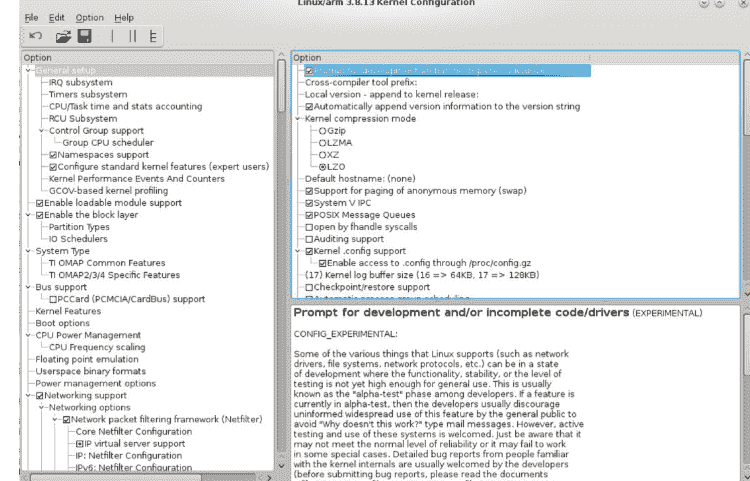 Linux/arm 3.8.13 Kernel Configuration
File Edit Option Help
Option
General setup
IRQ subsystem
Timers subsystem
CPU/Task time and stats accounting
RCU Subsystem
Control Group support
Group CPU scheduler
Namespaces support
Configure standard kernel features (expert users)
Kernel Performance Events And Counters
GCOV-based kernel profiling
Enable loadable module support
Enable the block layer
Partition Types
IO Schedulers
System Type
TI OMAP Common Features
TI OMAP2/3/4 Specific Features
Bus support
PCCard (PCMCIA/CardBus) support
Kernel Features
Boot options
CPU Power Management
CPU Frequency scaling
Floating point emulation
Userspace binary formats
Power management options
Networking support
Networking options
Network packet filtering framework (Netfilter)
Core Netfilter Configuration
IP virtual server support
IP: Netfilter Configuration
IPv6: Netfilter Configuration
Option
Cross-compiler tool prefix:
Local version - append to kernel release:
Automatically append version information to the version string
Kernel compression mode
Gzip
LZMA
XZ
LZO
Default hostname: (none)
Support for paging of anonymous memory (swap)
System V IPC
POSIX Message Queues
open by fhandle syscalls
Auditing support
Kernel .config support
Enable access to .config through /proc/config.gz
(17) Kernel log buffer size (16 => 64KB, 17 => 128KB)
Checkpoint/restore support
Automatic process group scheduling
Prompt for development and/or incomplete code/drivers (EXPERIMENTAL)
CONFIG_EXPERIMENTAL:
Some of the various things that Linux supports (such as network
drivers, file systems, network protocols, etc.) can be in a state
of development where the functionality, stability, or the level of
testing is not yet high enough for general use. This is usually
known as the "alpha-test" phase among developers. If a feature is
currently in alpha-test, then the developers usually discourage
uninformed widespread use of this feature by the general public to
avoid "Why doesn't this work?" type mail messages. However, active
testing and use of these systems is welcomed. Just be aware that it
may not meet the normal level of reliability or it may fail to work
in some special cases. Detailed bug reports from people familiar
with the kernel internals are usually welcomed by the developers
(before submitting bug reports, please read the documents